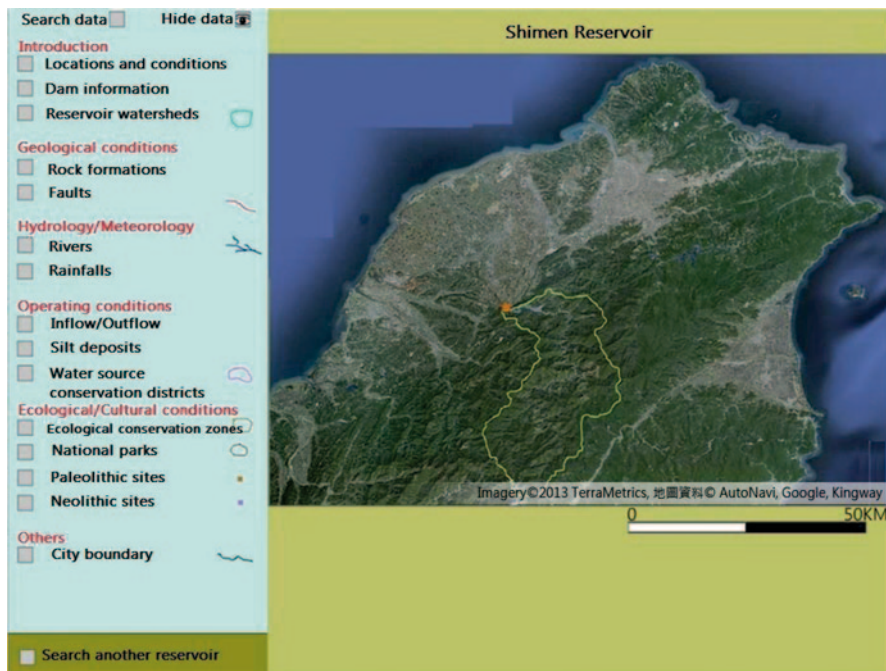 Search data
Hide data
Shimen Reservoir
Introduction
Locations and conditions
Dam information
Reservoir watersheds
Geological conditions
Rock formations
Faults
Hydrology/Meteorology
Rivers
Rainfalls
Operating conditions
Inflow/Outflow
Silt deposits
Water source
conservation districts
Ecological/Cultural conditions
Ecological conservation zones
National parks
Paleolithic sites
Neolithic sites
Others
City boundary
Search another reservoir
Imagery©2013 TerraMetrics, 地圖資料© AutoNavi, Google, Kingway
0 50KM